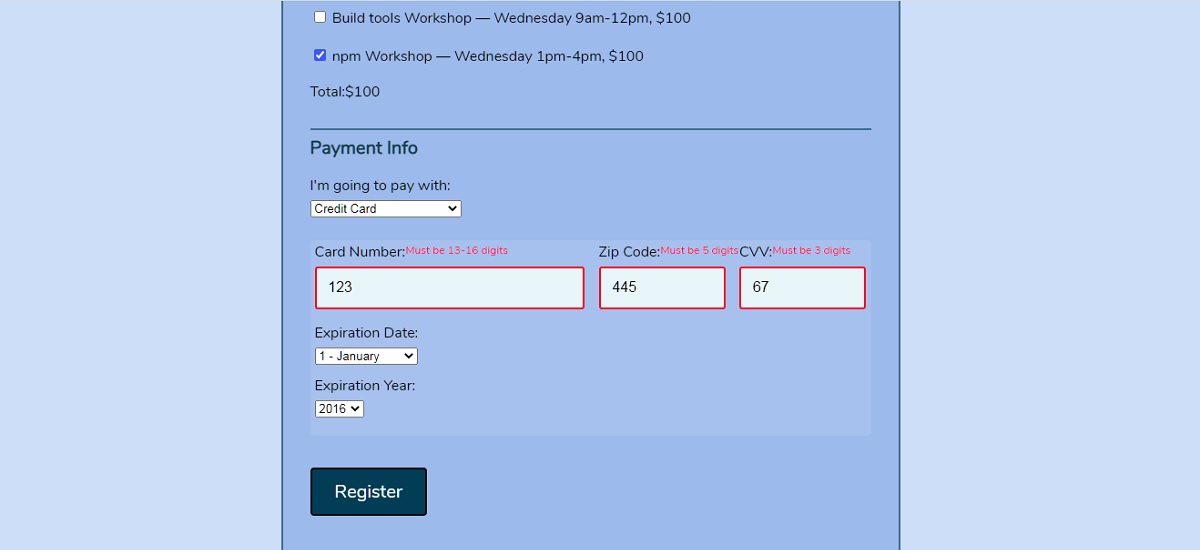 Build tools Workshop — Wednesday 9am-12pm, $100
npm Workshop — Wednesday 1pm-4pm, $100
Total:$100
Payment Info
I'm going to pay with:
Credit Card
Card Number:Must be 13-16 digits Zip Code:Must be 5 digitsCVV:Must be 3 digits
123 445 67
Expiration Date:
1 - January
Expiration Year:
2016
Register